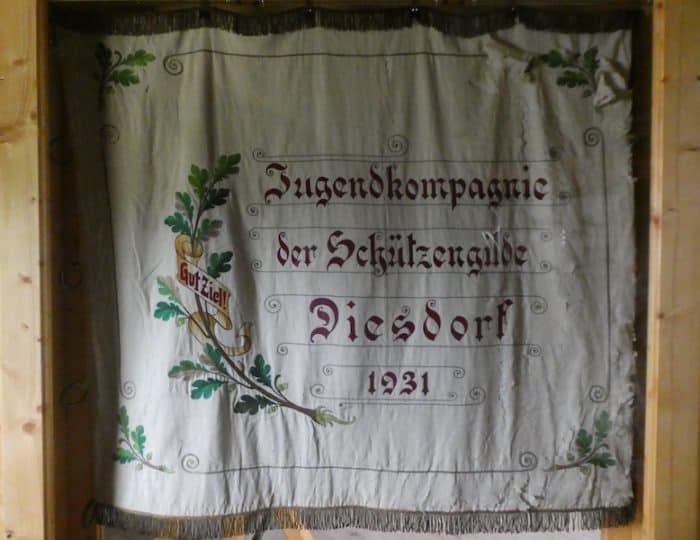 Jugendkompagnie
der Schützengilde
Gut Ziel!
Diesdorf
1931